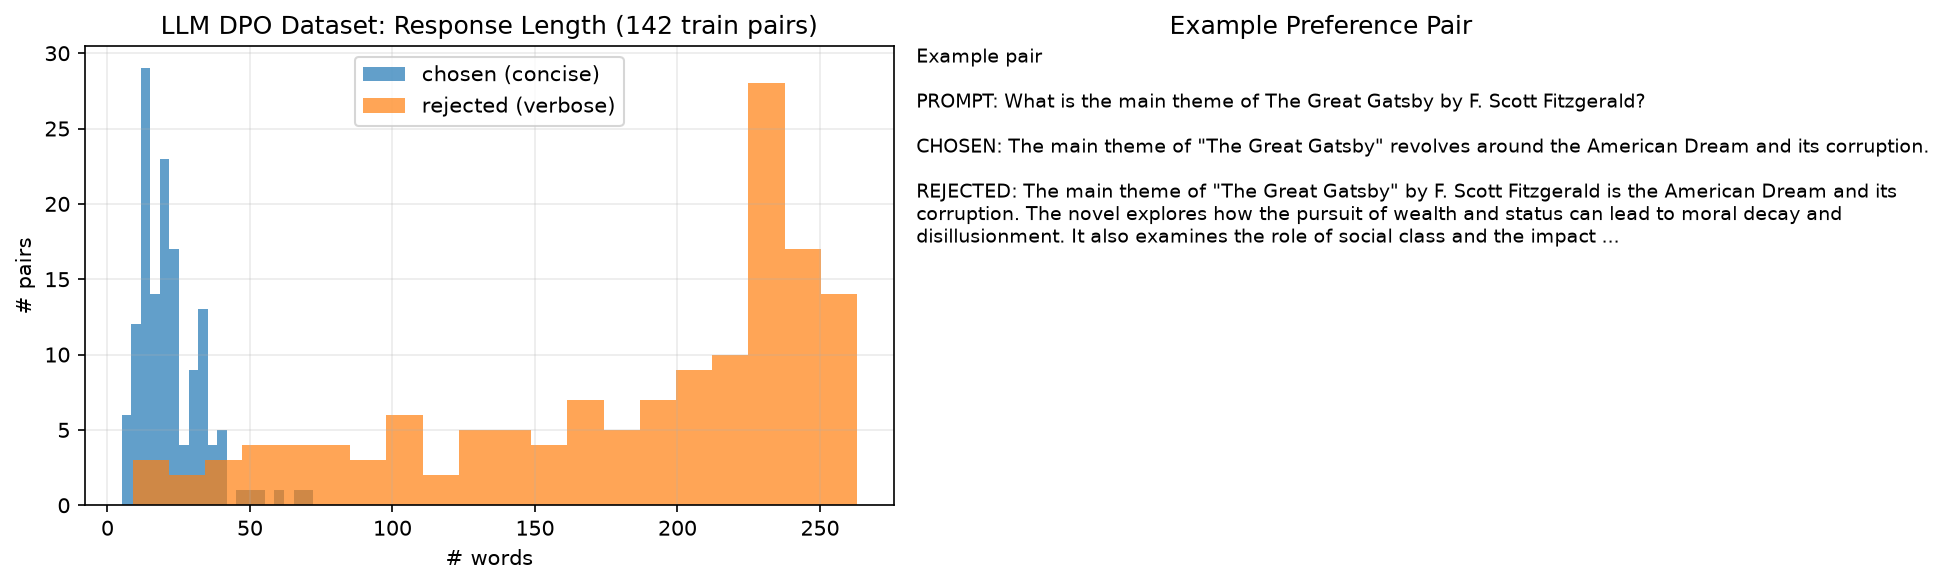 LLM DPO Dataset: Response Length (142 train pairs)
30
25
20
15
10
5
0
# pairs
chosen (concise)
rejected (verbose)
0 50 100 150 200 250
# words
Example Preference Pair
Example pair
PROMPT: What is the main theme of The Great Gatsby by F. Scott Fitzgerald?
CHOSEN: The main theme of "The Great Gatsby" revolves around the American Dream and its corruption.
REJECTED: The main theme of "The Great Gatsby" by F. Scott Fitzgerald is the American Dream and its
corruption. The novel explores how the pursuit of wealth and status can lead to moral decay and
disillusionment. It also examines the role of social class and the impact ...